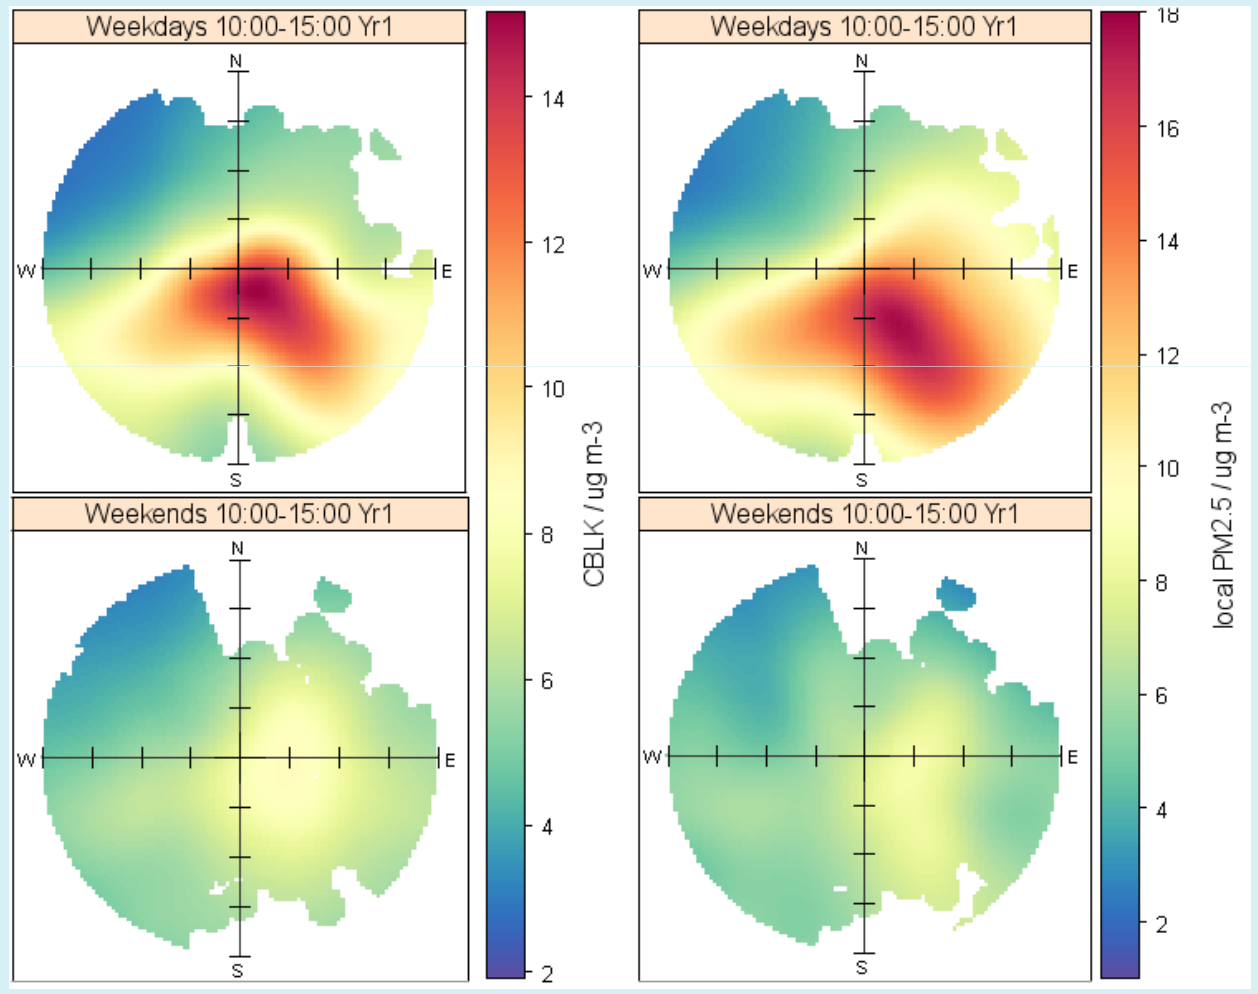 Weekdays 10:00-15:00 Yr1
N
W
E
S
14
12
10
8
6
4
2
CBLK / ug m-3
Weekdays 10:00-15:00 Yr1
N
W
E
S
18
16
14
12
10
8
6
4
2
local PM2.5 / ug m-3
Weekends 10:00-15:00 Yr1
N
W
E
S
Weekends 10:00-15:00 Yr1
N
W
E
S